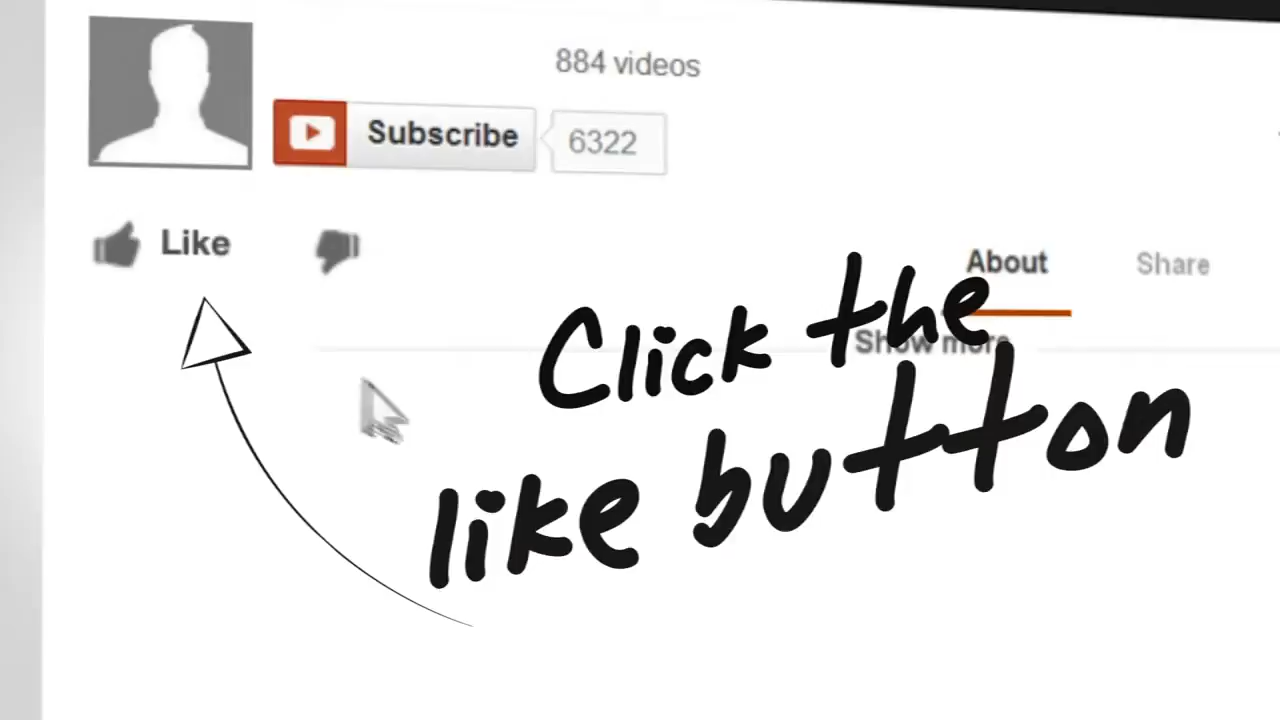 884 videos
Subscribe 6322
Like
About Share
Show more
Click the
like button